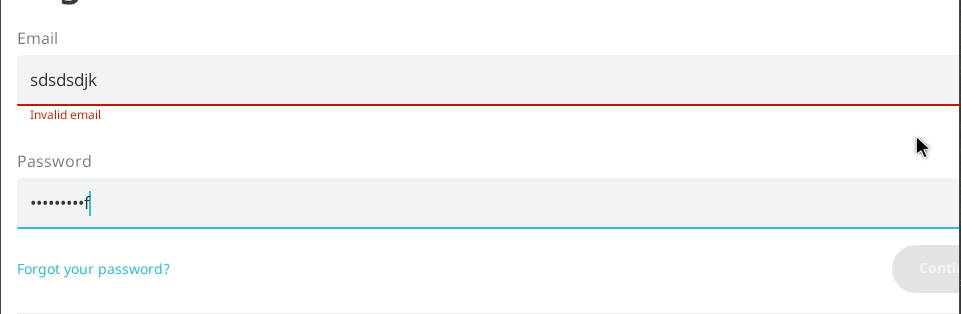 Email
sdsdsdjk
Invalid email
Password
•••••••••f
Forgot your password?